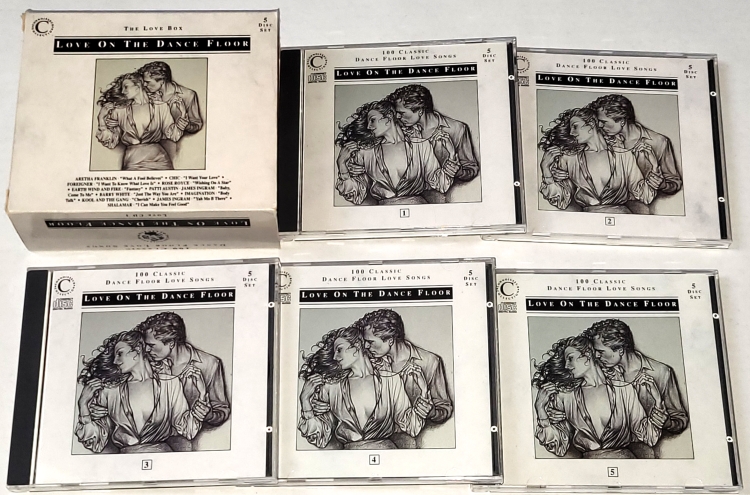 THE LOVE BOX
5 DISC SET
LOVE ON THE DANCE FLOOR
ARETHA FRANKLIN "What A Fool Believes" • CHIC "I Want Your Love" •
FOREIGNER "I Want To Know What Love Is" • ROSE ROYCE "Wishing On A Star"
• EARTH WIND AND FIRE "Fantasy" • PATTI AUSTIN - JAMES INGRAM "Baby,
Come To Me" • BARRY WHITE "Just The Way You Are" • IMAGINATION "Body
Talk" • KOOL AND THE GANG "Cherish" • JAMES INGRAM "Yah Mo B There" •
SHALAMAR "I Can Make You Feel Good"
LOVE ON THE DANCE FLOOR
100 CLASSIC
DANCE FLOOR LOVE SONGS
5 DISC SET
LOVE ON THE DANCE FLOOR
1
100 CLASSIC
DANCE FLOOR LOVE SONGS
5 DISC SET
LOVE ON THE DANCE FLOOR
2
100 CLASSIC
DANCE FLOOR LOVE SONGS
5 DISC SET
LOVE ON THE DANCE FLOOR
3
100 CLASSIC
DANCE FLOOR LOVE SONGS
5 DISC SET
LOVE ON THE DANCE FLOOR
4
100 CLASSIC
DANCE FLOOR LOVE SONGS
5 DISC SET
LOVE ON THE DANCE FLOOR
5